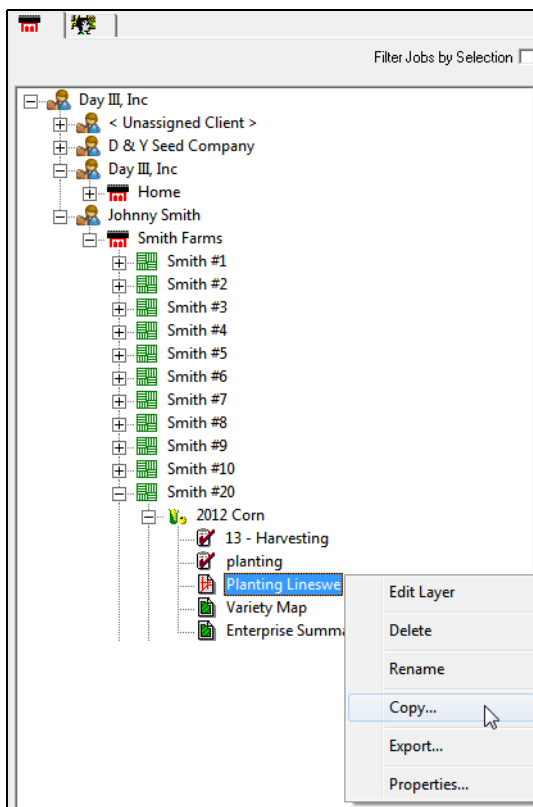 Filter Jobs by Selection
Day III, Inc
< Unassigned Client >
D & Y Seed Company
Day III, Inc
Home
Johnny Smith
Smith Farms
Smith #1
Smith #2
Smith #3
Smith #4
Smith #5
Smith #6
Smith #7
Smith #8
Smith #9
Smith #10
Smith #20
2012 Corn
13 - Harvesting
planting
Planting Lineswe
Variety Map
Enterprise Summa
Edit Layer
Delete
Rename
Copy...
Export...
Properties...